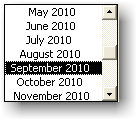 May 2010
June 2010
July 2010
August 2010
September 2010
October 2010
November 2010